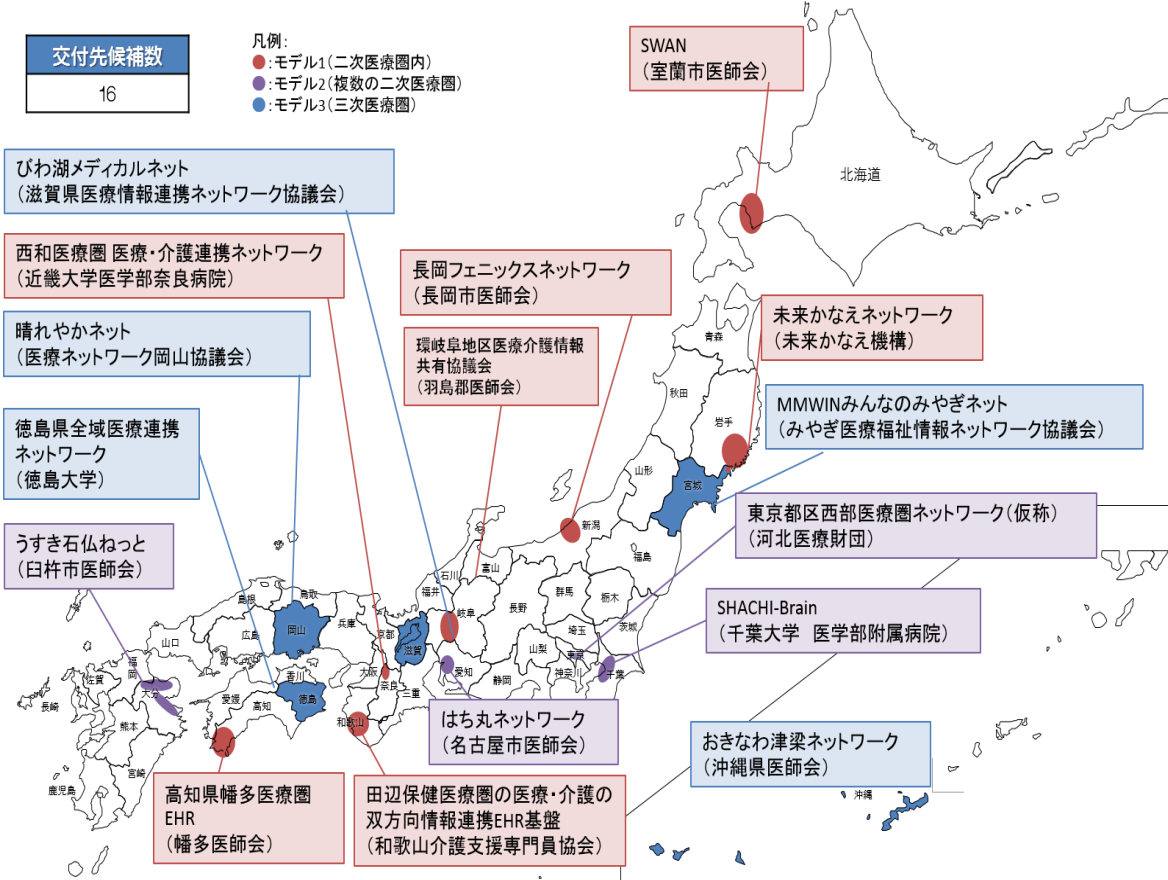 交付先候補数
16
凡例:
:モデル1(二次医療圏内)
:モデル2(複数の二次医療圏)
:モデル3(三次医療圏)
SWAN
(室蘭市医師会)
北海道
びわ湖メディカルネット
(滋賀県医療情報連携ネットワーク協議会)
西和医療圏 医療・介護連携ネットワーク
(近畿大学医学部奈良病院)
晴れやかネット
(医療ネットワーク岡山協議会)
徳島県全域医療連携
ネットワーク
(徳島大学)
うすき石仏ねっと
(臼杵市医師会)
長岡フェニックスネットワーク
(長岡市医師会)
環岐阜地区医療介護情報
共有協議会
(羽島郡医師会)
未来かなえネットワーク
(未来かなえ機構)
MMWINみんなのみやぎネット
(みやぎ医療福祉情報ネットワーク協議会)
東京都区西部医療圏ネットワーク(仮称)
(河北医療財団)
SHACHI-Brain
(千葉大学 医学部附属病院)
はち丸ネットワーク
(名古屋市医師会)
おきなわ津梁ネットワーク
(沖縄県医師会)
高知県幡多医療圏
EHR
(幡多医師会)
田辺保健医療圏の医療・介護の
双方向情報連携EHR基盤
(和歌山介護支援専門員協会)
青森
秋田
岩手
山形
宮城
新潟
福島
石川
富山
福井
岐阜
長野
群馬
栃木
茨城
埼玉
東京
山梨
神奈川
千葉
静岡
愛知
島根
鳥取
岡山
広島
兵庫
京都
滋賀
山口
大阪
奈良
三重
香川
徳島
愛媛
高知
和歌山
福岡
佐賀
長崎
大分
熊本
宮崎
鹿児島
沖縄